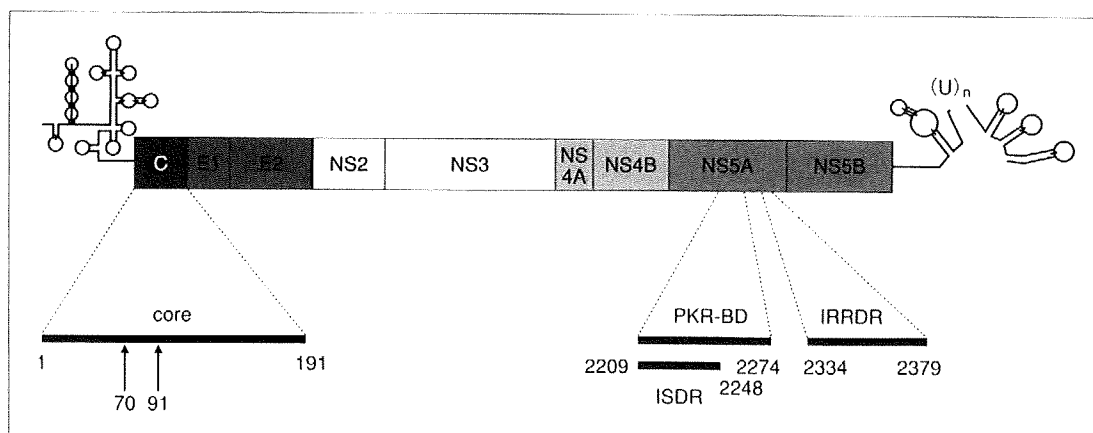 (U)n
C E1 E2 NS2 NS3 NS 4A NS4B NS5A NS5B
core
1 191
70 91
PKR-BD
2209 2274
2248
ISDR
IRRDR
2334 2379